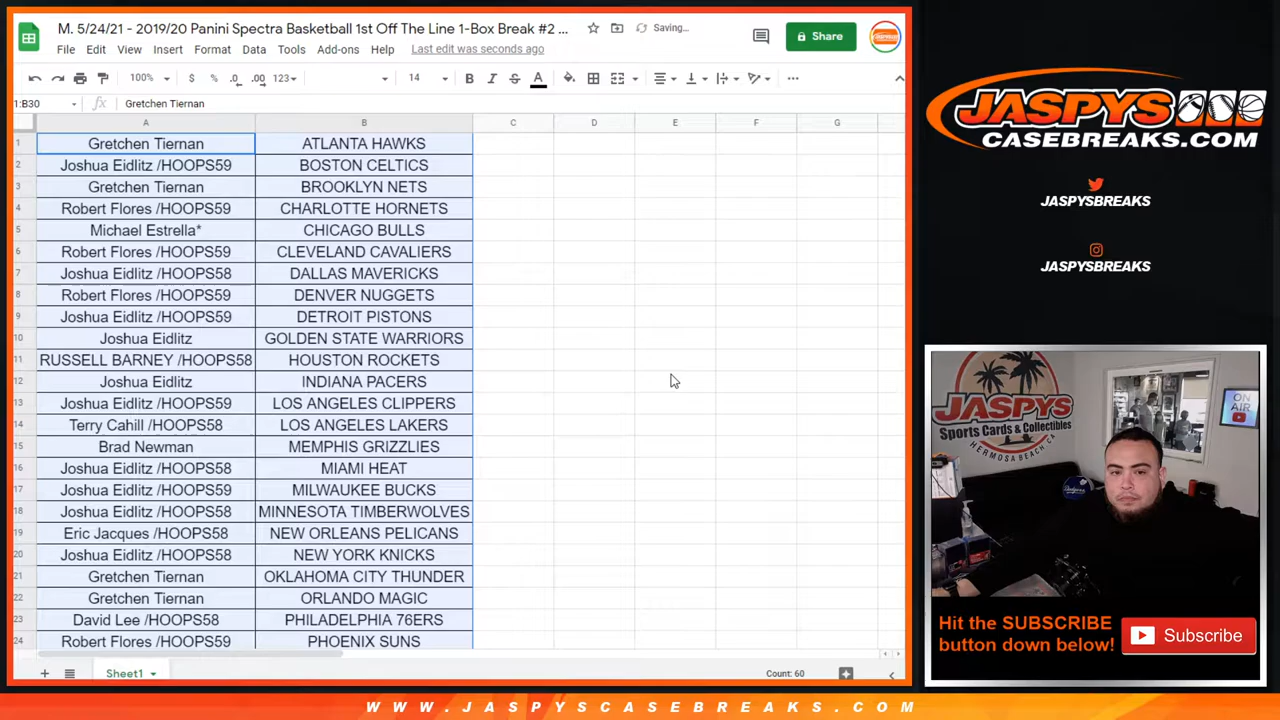 M. 5/24/21 - 2019/20 Panini Spectra Basketball 1st Off The Line 1-Box Break #2 ...
Saving...
Share
File Edit View Insert Format Data Tools Add-ons Help Last edit was seconds ago
100% $ % .0 .00 123 14 B I S A
1:B30 fx Gretchen Tiernan
A B C D E F G
1 Gretchen Tiernan ATLANTA HAWKS
2 Joshua Eidlitz /HOOPS59 BOSTON CELTICS
3 Gretchen Tiernan BROOKLYN NETS
4 Robert Flores /HOOPS59 CHARLOTTE HORNETS
5 Michael Estrella* CHICAGO BULLS
6 Robert Flores /HOOPS59 CLEVELAND CAVALIERS
7 Joshua Eidlitz /HOOPS58 DALLAS MAVERICKS
8 Robert Flores /HOOPS59 DENVER NUGGETS
9 Joshua Eidlitz /HOOPS59 DETROIT PISTONS
10 Joshua Eidlitz GOLDEN STATE WARRIORS
11 RUSSELL BARNEY /HOOPS58 HOUSTON ROCKETS
12 Joshua Eidlitz INDIANA PACERS
13 Joshua Eidlitz /HOOPS59 LOS ANGELES CLIPPERS
14 Terry Cahill /HOOPS58 LOS ANGELES LAKERS
15 Brad Newman MEMPHIS GRIZZLIES
16 Joshua Eidlitz /HOOPS58 MIAMI HEAT
17 Joshua Eidlitz /HOOPS59 MILWAUKEE BUCKS
18 Joshua Eidlitz /HOOPS58 MINNESOTA TIMBERWOLVES
19 Eric Jacques /HOOPS58 NEW ORLEANS PELICANS
20 Joshua Eidlitz /HOOPS58 NEW YORK KNICKS
21 Gretchen Tiernan OKLAHOMA CITY THUNDER
22 Gretchen Tiernan ORLANDO MAGIC
23 David Lee /HOOPS58 PHILADELPHIA 76ERS
24 Robert Flores /HOOPS59 PHOENIX SUNS
Sheet1 Count: 60
JASPYS
CASEBREAKS.COM
JASPYSBREAKS
JASPYSBREAKS
JASPYS
Sports Cards & Collectibles
HERMOSA BEACH CA.
ON
AIR
Dodgers
Hit the SUBSCRIBE
button down below!
Subscribe
WWW.JASPYSCASEBREAKS.COM